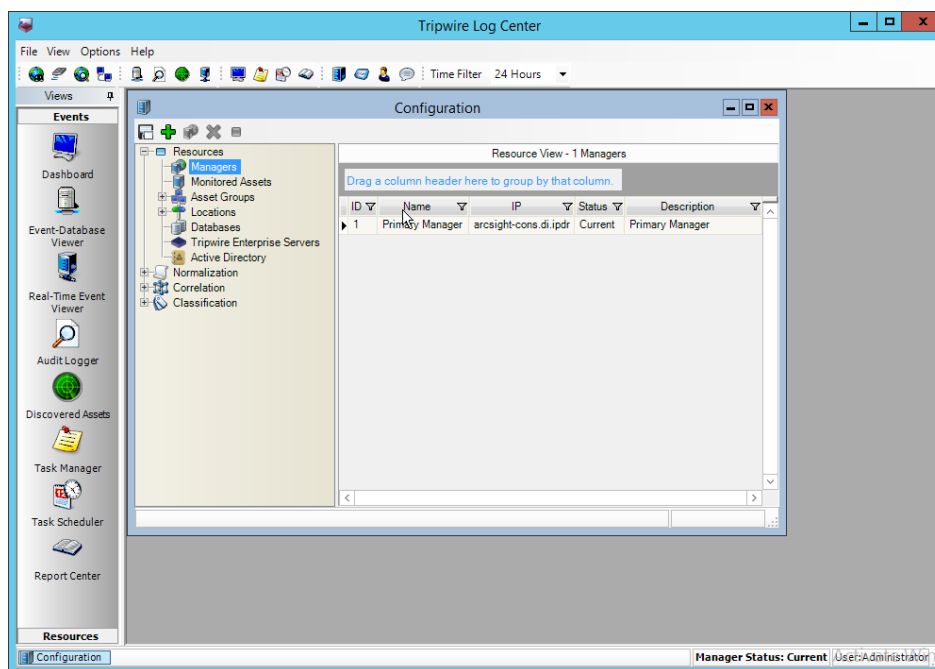 Tripwire Log Center
File View Options Help
Time Filter 24 Hours
Views
Events
Dashboard
Event-Database
Viewer
Real-Time Event
Viewer
Audit Logger
Discovered Assets
Task Manager
Task Scheduler
Report Center
Resources
Configuration
Resources
Managers
Monitored Assets
Asset Groups
Locations
Databases
Tripwire Enterprise Servers
Active Directory
Normalization
Correlation
Classification
Resource View - 1 Managers
Drag a column header here to group by that column.
ID Name IP Status Description
1 Primary Manager arcsight-cons.di.ipdr Current Primary Manager
Configuration
Manager Status: Current User:Administrator